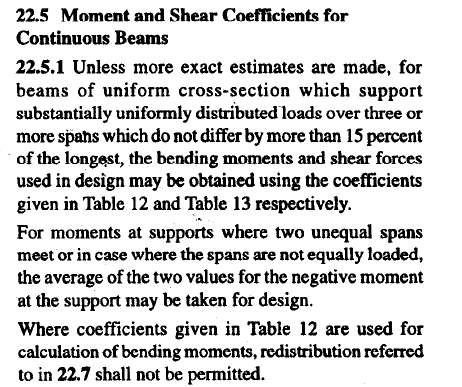 22.5 Moment and Shear Coefficients for
Continuous Beams
22.5.1 Unless more exact estimates are made, for
beams of uniform cross-section which support
substantially uniformly distributed loads over three or
more spans which do not differ by more than 15 percent
of the longest, the bending moments and shear forces
used in design may be obtained using the coefficients
given in Table 12 and Table 13 respectively.
For moments at supports where two unequal spans
meet or in case where the spans are not equally loaded,
the average of the two values for the negative moment
at the support may be taken for design.
Where coefficients given in Table 12 are used for
calculation of bending moments, redistribution referred
to in 22.7 shall not be permitted.